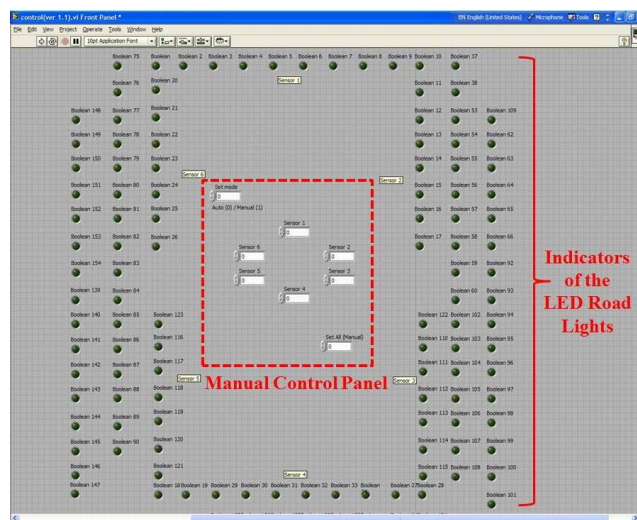 control(ver 1.1).vi Front Panel *
EN English (United States) Microphone Tools
File Edit View Project Operate Tools Window Help
10pt Application Font
Boolean 75 Boolean Boolean 2 Boolean 3 Boolean 4 Boolean 5 Boolean 6 Boolean 7 Boolean 8 Boolean 9 Boolean 10 Boolean 37
Sensor 1
Boolean 76 Boolean 20 Boolean 11 Boolean 38
Boolean 148 Boolean 77 Boolean 21 Boolean 12 Boolean 53 Boolean 109
Boolean 149 Boolean 78 Boolean 22 Boolean 13 Boolean 54 Boolean 62
Boolean 150 Boolean 79 Boolean 23 Boolean 14 Boolean 55 Boolean 63
Sensor 6 Sensor 2
Boolean 151 Boolean 80 Boolean 24 Set mode Boolean 15 Boolean 56 Boolean 64
0
Auto (0) / Manual (1)
Boolean 152 Boolean 81 Boolean 25 Boolean 16 Boolean 57 Boolean 65
Sensor 1
0
Boolean 153 Boolean 82 Boolean 26 Boolean 17 Boolean 58 Boolean 66
Sensor 6 Sensor 2
0 0
Boolean 154 Boolean 83 Boolean 59 Boolean 92
Sensor 5 Sensor 3
0 0
Boolean 139 Boolean 84 Sensor 4 Boolean 60 Boolean 93
0
Boolean 140 Boolean 85 Boolean 123 Boolean 122 Boolean 102 Boolean 94
Boolean 141 Boolean 86 Boolean 116 Set All (Manual) Boolean 110 Boolean 103 Boolean 95
0
Boolean 142 Boolean 87 Boolean 117 Boolean 111 Boolean 104 Boolean 96
Sensor 5 Sensor 3
Manual Control Panel
Boolean 143 Boolean 88 Boolean 118 Boolean 112 Boolean 105 Boolean 97
Boolean 144 Boolean 89 Boolean 119 Boolean 113 Boolean 106 Boolean 98
Boolean 145 Boolean 90 Boolean 120 Boolean 114 Boolean 107 Boolean 99
Boolean 146 Boolean 121 Boolean 115 Boolean 108 Boolean 100
Sensor 4
Boolean 147 Boolean 18 Boolean 19 Boolean 29 Boolean 30 Boolean 31 Boolean 32 Boolean 33 Boolean Boolean 27 Boolean 28
Boolean 101
Indicators
of the
LED Road
Lights